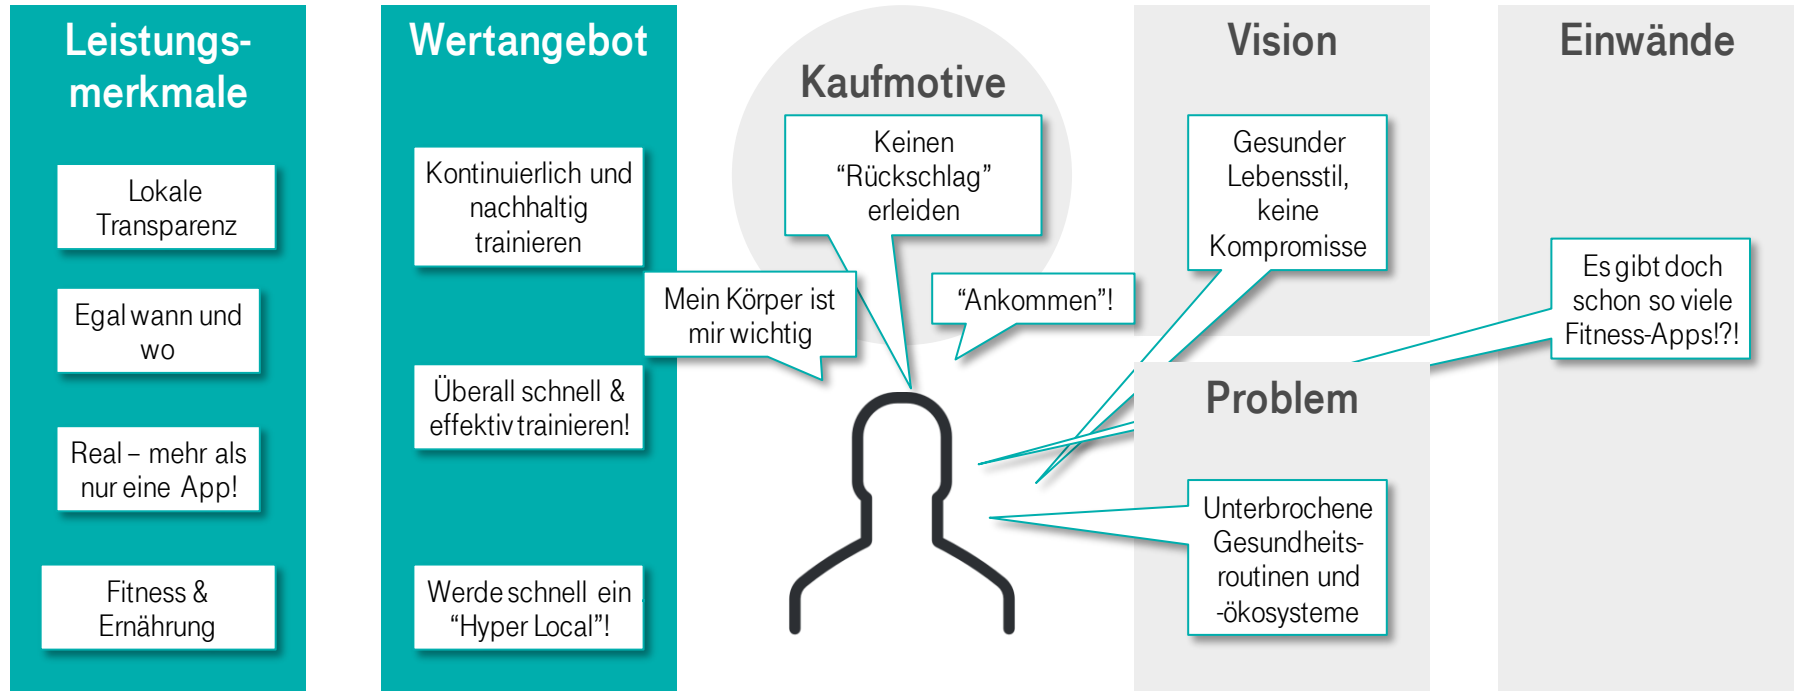 Leistungs-
merkmale
Lokale
Transparenz
Egal wann und
wo
Real – mehr als
nur eine App!
Fitness &
Ernährung
Wertangebot
Kontinuierlich und
nachhaltig
trainieren
Überall schnell &
effektiv trainieren!
Werde schnell ein
“Hyper Local”!
Kaufmotive
Keinen
“Rückschlag”
erleiden
Mein Körper ist
mir wichtig
“Ankommen”!
Vision
Gesunder
Lebensstil,
keine
Kompromisse
Problem
Unterbrochene
Gesundheits-
routinen und
-ökosysteme
Einwände
Es gibt doch
schon so viele
Fitness-Apps!?!